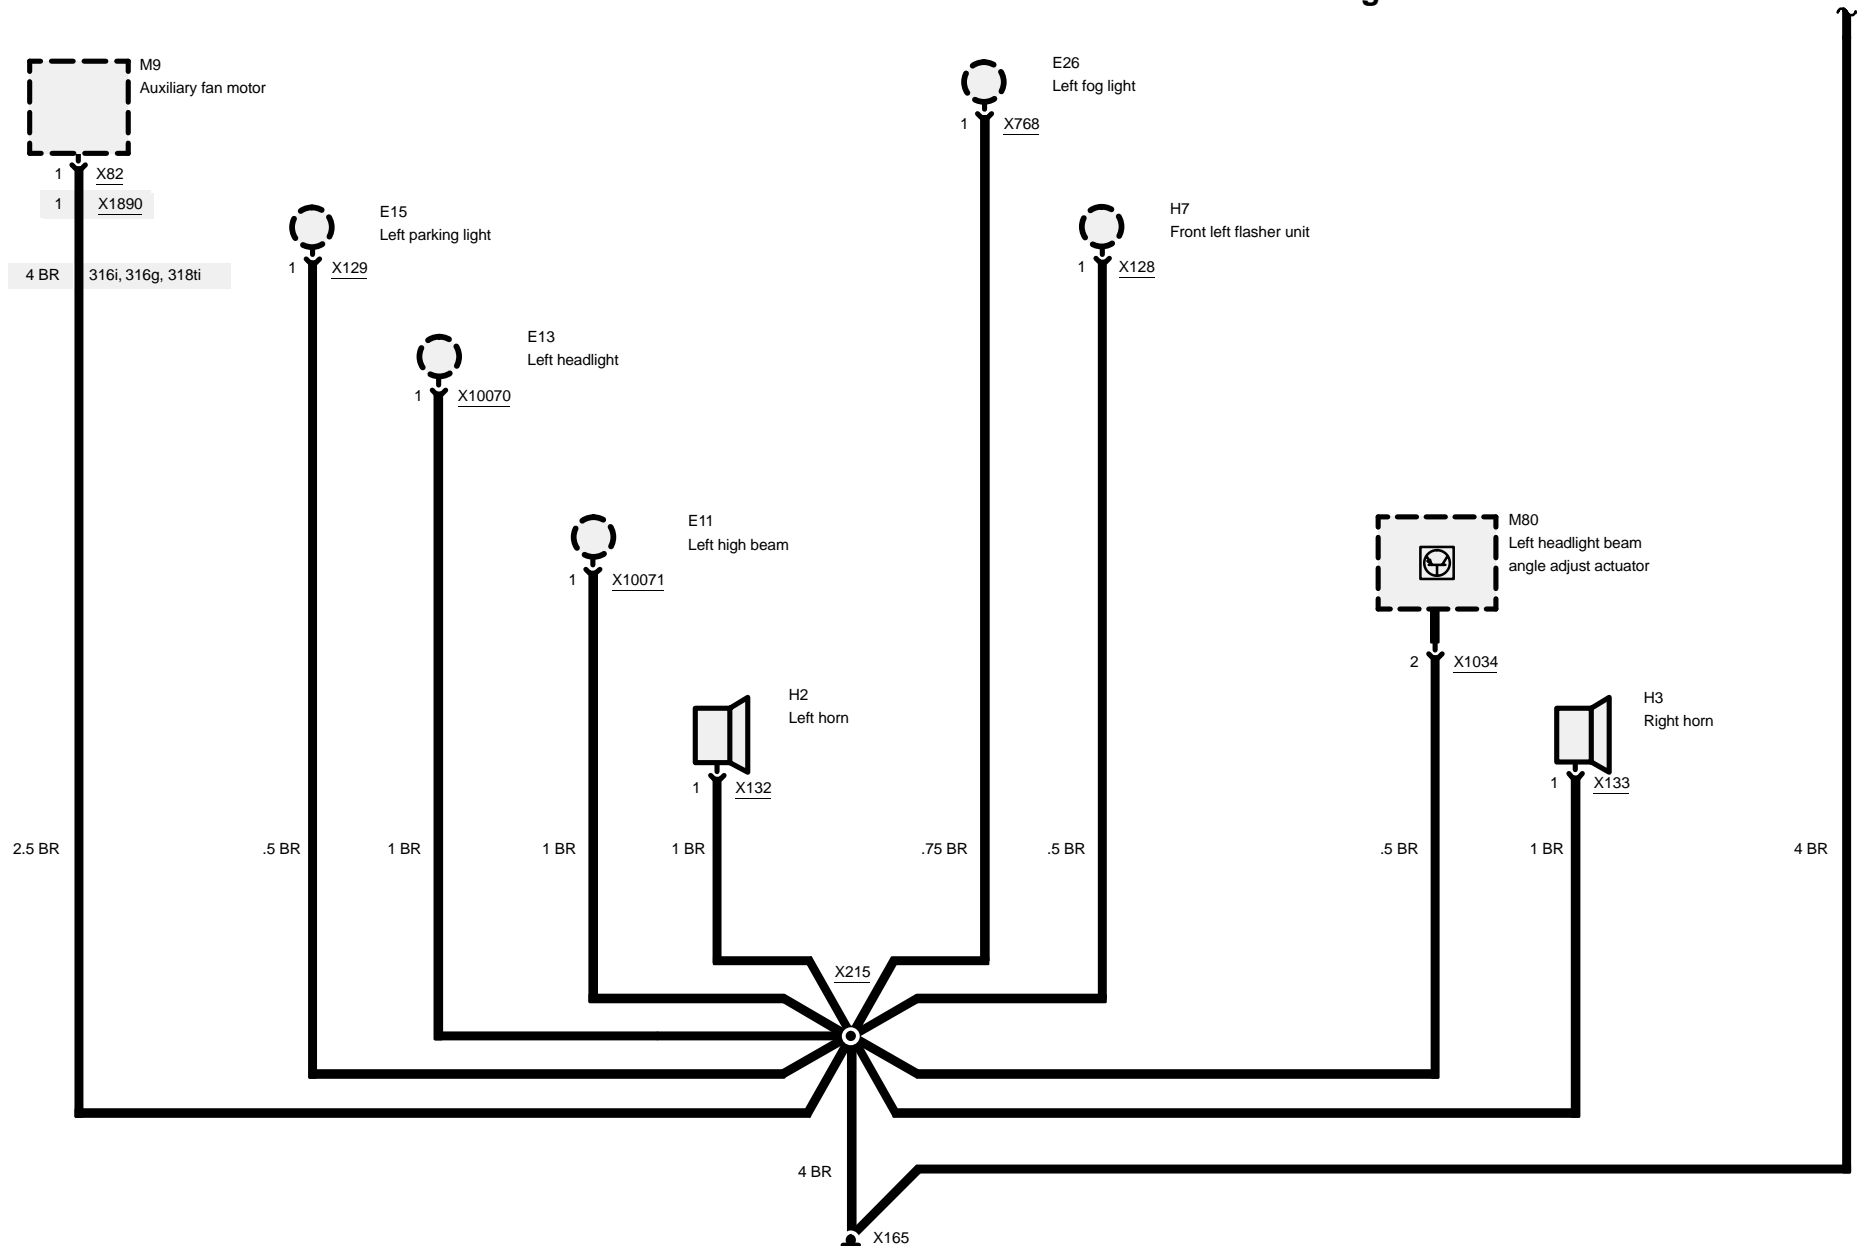 M9
Auxiliary fan motor
1 X82
1 X1890
4 BR 316i, 316g, 318ti
E15
Left parking light
1 X129
E13
Left headlight
1 X10070
E11
Left high beam
1 X10071
H2
Left horn
1 X132
E26
Left fog light
1 X768
H7
Front left flasher unit
1 X128
M80
Left headlight beam
angle adjust actuator
2 X1034
H3
Right horn
1 X133
2.5 BR .5 BR 1 BR 1 BR 1 BR .75 BR .5 BR .5 BR 1 BR 4 BR
X215
4 BR
X165